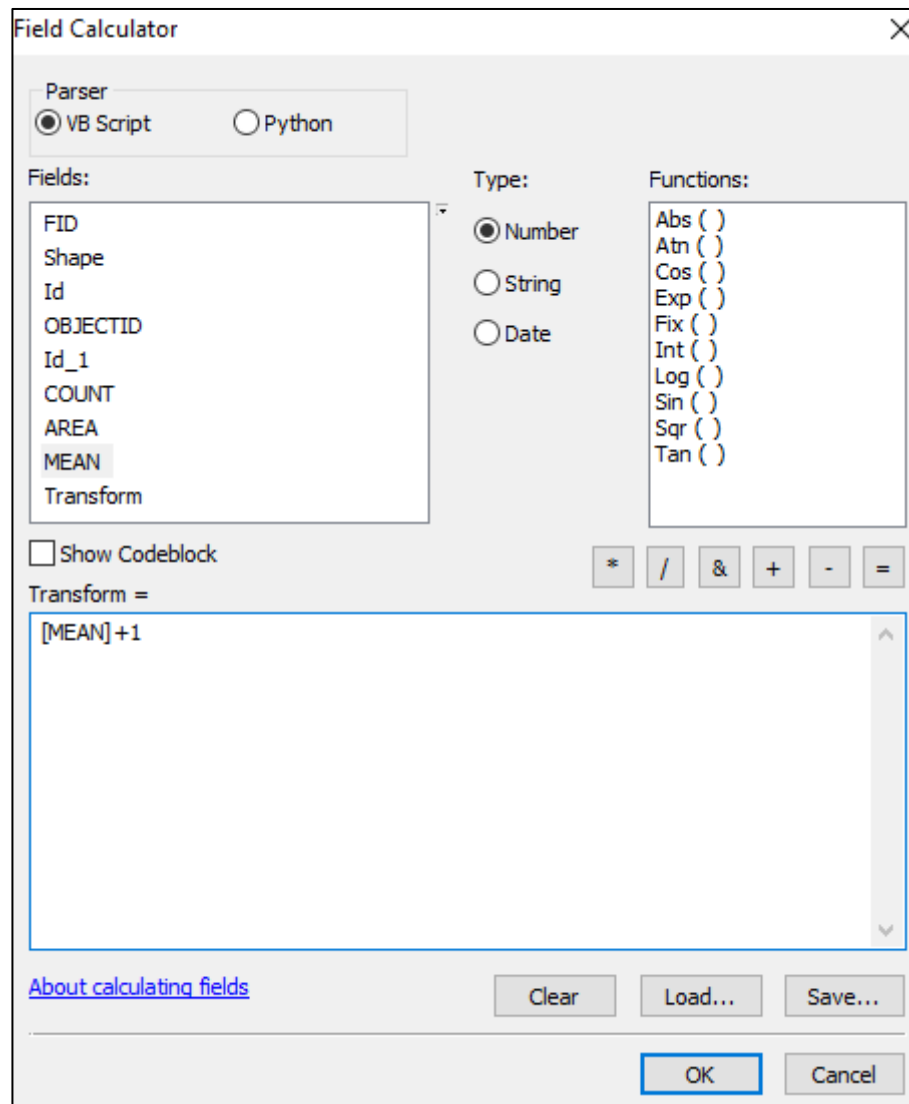 Field Calculator
Parser
VB Script Python
Fields: Type: Functions:
FID
Shape
Id
OBJECTID
Id_1
COUNT
AREA
MEAN
Transform
Number
String
Date
Abs ( )
Atn ( )
Cos ( )
Exp ( )
Fix ( )
Int ( )
Log ( )
Sin ( )
Sqr ( )
Tan ( )
Show Codeblock
* / & + - =
Transform =
[MEAN]+1
About calculating fields
Clear Load... Save...
OK Cancel